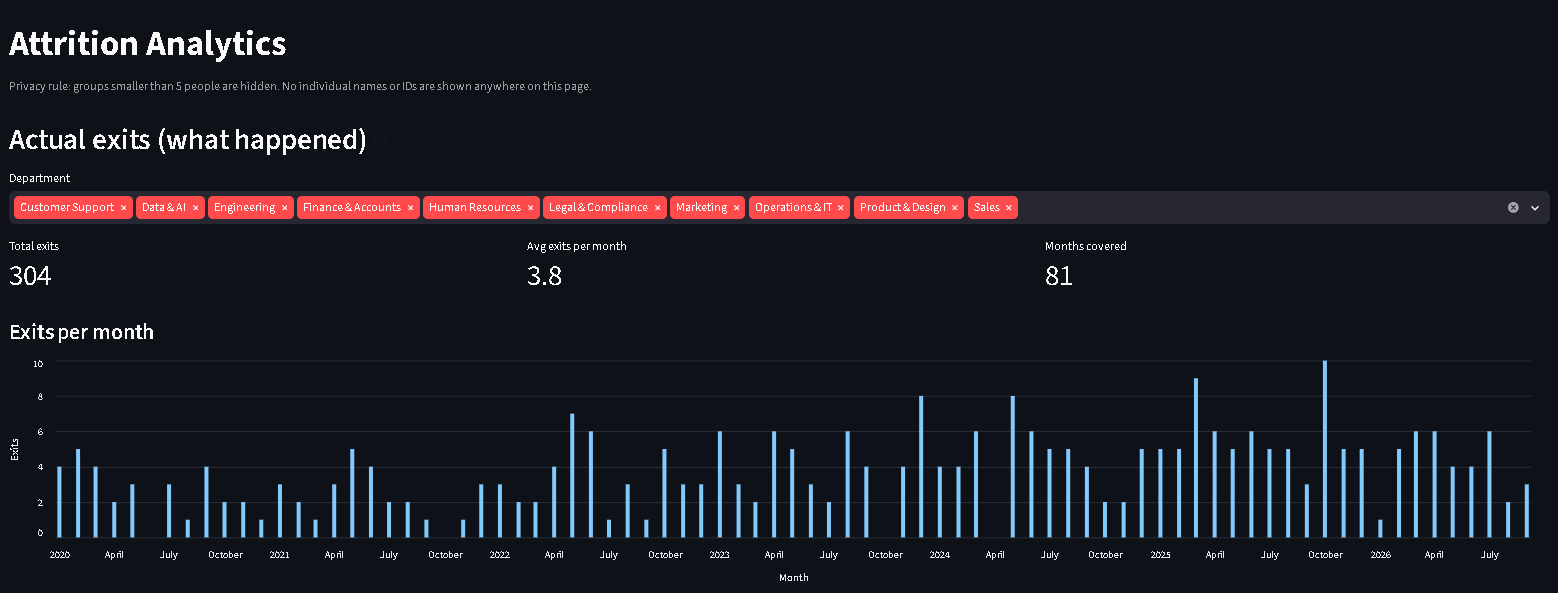 Attrition Analytics
Privacy rule: groups smaller than 5 people are hidden. No individual names or IDs are shown anywhere on this page.
Actual exits (what happened)
Department
Customer Support × Data & AI × Engineering × Finance & Accounts × Human Resources × Legal & Compliance × Marketing × Operations & IT × Product & Design × Sales ×
Total exits Avg exits per month Months covered
304 3.8 81
Exits per month
10
8
6
4
2
0
Exits
2020 April July October 2021 April July October 2022 April July October 2023 April July October 2024 April July October 2025 April July October 2026 April July
Month